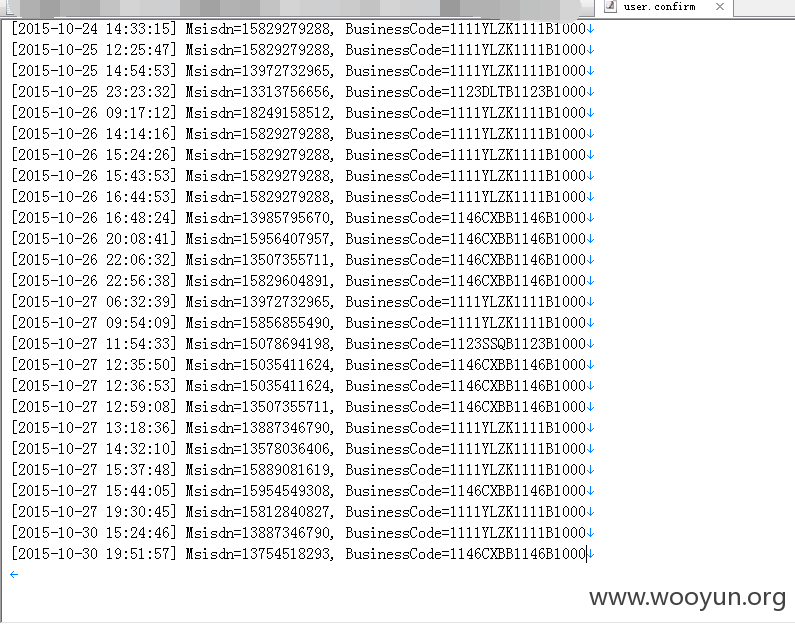 user.confirm
[2015-10-24 14:33:15] Msisdn=15829279288, BusinessCode=1111YLZK1111B1000↓
[2015-10-25 12:25:47] Msisdn=15829279288, BusinessCode=1111YLZK1111B1000↓
[2015-10-25 14:54:53] Msisdn=13972732965, BusinessCode=1111YLZK1111B1000↓
[2015-10-25 23:23:32] Msisdn=13313756656, BusinessCode=1123DLTB1123B1000↓
[2015-10-26 09:17:12] Msisdn=18249158512, BusinessCode=1111YLZK1111B1000↓
[2015-10-26 14:14:16] Msisdn=15829279288, BusinessCode=1111YLZK1111B1000↓
[2015-10-26 15:24:26] Msisdn=15829279288, BusinessCode=1111YLZK1111B1000↓
[2015-10-26 15:43:53] Msisdn=15829279288, BusinessCode=1111YLZK1111B1000↓
[2015-10-26 16:44:53] Msisdn=15829279288, BusinessCode=1111YLZK1111B1000↓
[2015-10-26 16:48:24] Msisdn=13985795670, BusinessCode=1146CXBB1146B1000↓
[2015-10-26 20:08:41] Msisdn=15956407957, BusinessCode=1146CXBB1146B1000↓
[2015-10-26 22:06:32] Msisdn=13507355711, BusinessCode=1146CXBB1146B1000↓
[2015-10-26 22:56:38] Msisdn=15829604891, BusinessCode=1146CXBB1146B1000↓
[2015-10-27 06:32:39] Msisdn=13972732965, BusinessCode=1111YLZK1111B1000↓
[2015-10-27 09:54:09] Msisdn=15856855490, BusinessCode=1111YLZK1111B1000↓
[2015-10-27 11:54:33] Msisdn=15078694198, BusinessCode=1123SSQB1123B1000↓
[2015-10-27 12:35:50] Msisdn=15035411624, BusinessCode=1146CXBB1146B1000↓
[2015-10-27 12:36:53] Msisdn=15035411624, BusinessCode=1146CXBB1146B1000↓
[2015-10-27 12:59:08] Msisdn=13507355711, BusinessCode=1146CXBB1146B1000↓
[2015-10-27 13:18:36] Msisdn=13887346790, BusinessCode=1111YLZK1111B1000↓
[2015-10-27 14:32:10] Msisdn=13578036406, BusinessCode=1111YLZK1111B1000↓
[2015-10-27 15:37:48] Msisdn=15889081619, BusinessCode=1111YLZK1111B1000↓
[2015-10-27 15:44:05] Msisdn=15954549308, BusinessCode=1146CXBB1146B1000↓
[2015-10-27 19:30:45] Msisdn=15812840827, BusinessCode=1111YLZK1111B1000↓
[2015-10-30 15:24:46] Msisdn=13887346790, BusinessCode=1111YLZK1111B1000↓
[2015-10-30 19:51:57] Msisdn=13754518293, BusinessCode=1146CXBB1146B1000↓
←
www.wooyun.org